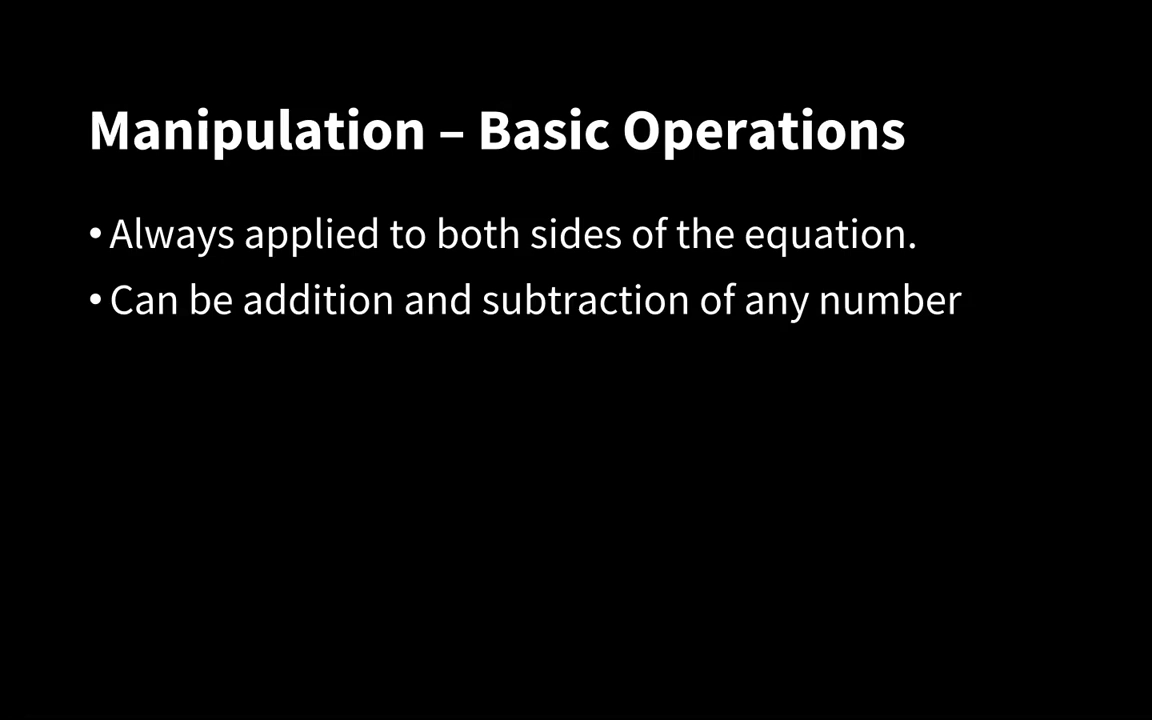 Manipulation – Basic Operations
• Always applied to both sides of the equation.
• Can be addition and subtraction of any number